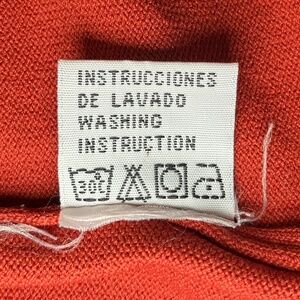 INSTRUCCIONES
DE LAVADO
WASHING
INSTRUCTION
30°